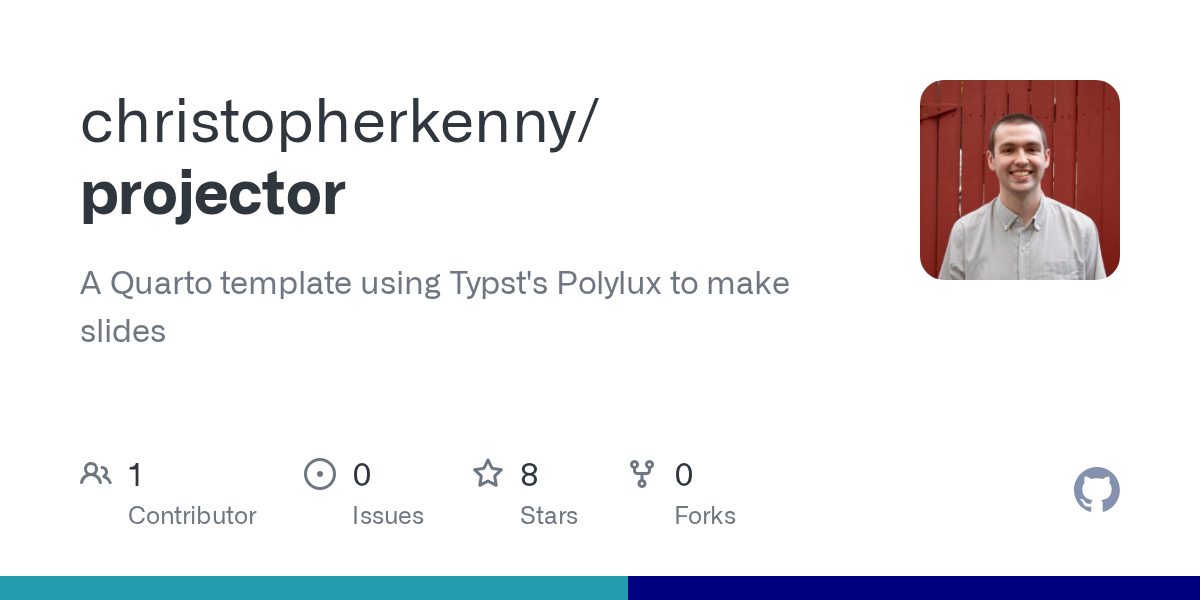 christopherkenny/
projector
A Quarto template using Typst's Polylux to make
slides
1
Contributor
0
Issues
8
Stars
0
Forks